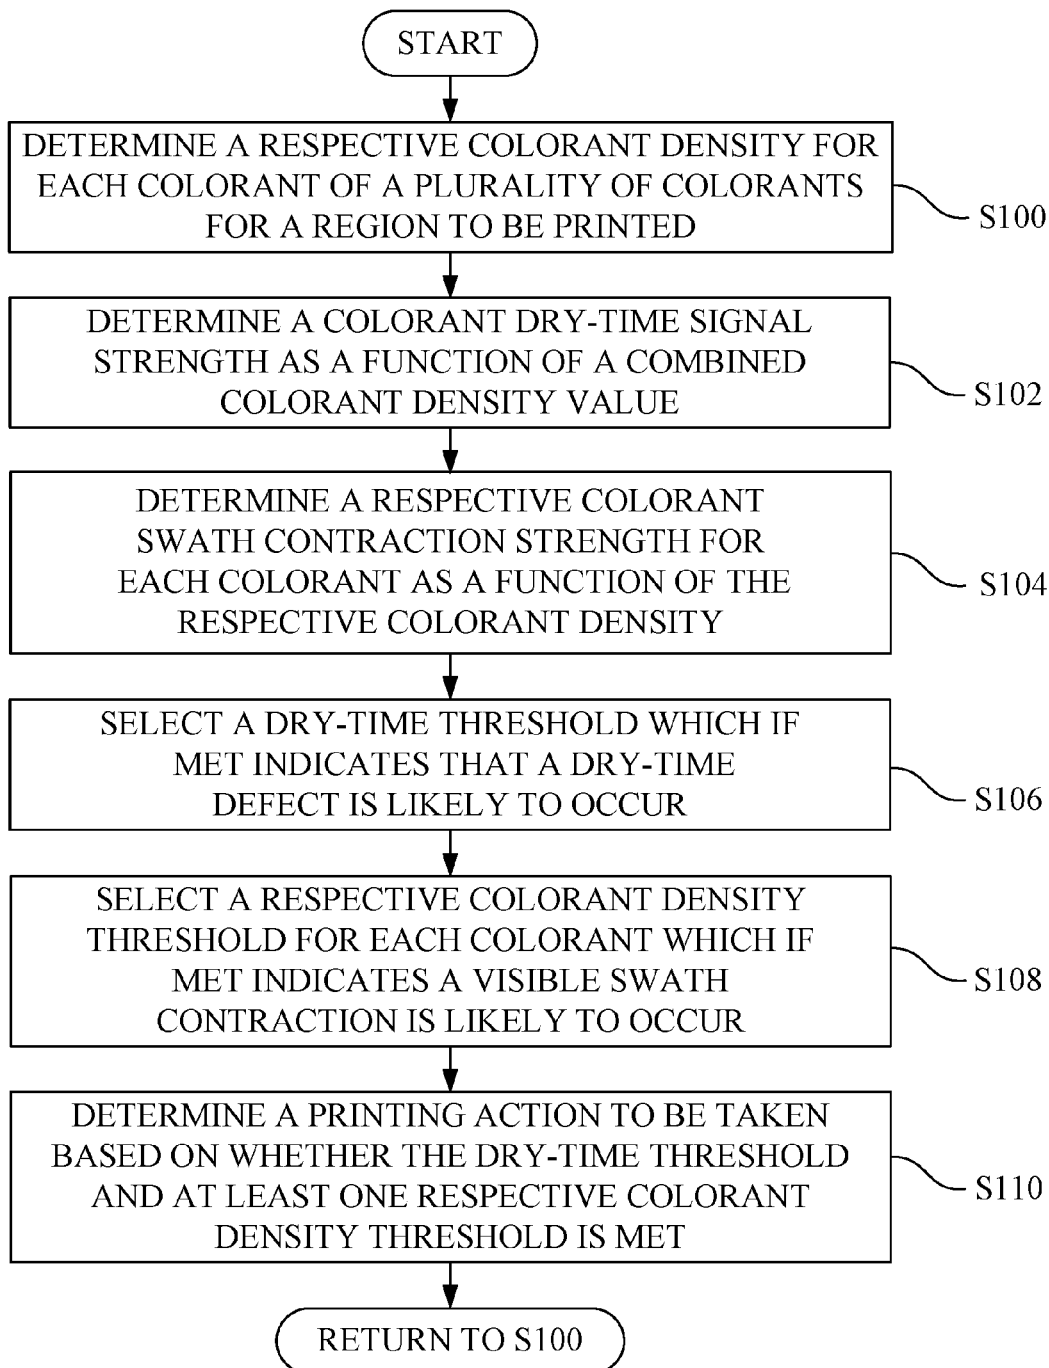 START
DETERMINE A RESPECTIVE COLORANT DENSITY FOR
EACH COLORANT OF A PLURALITY OF COLORANTS
FOR A REGION TO BE PRINTED
S100
DETERMINE A COLORANT DRY-TIME SIGNAL
STRENGTH AS A FUNCTION OF A COMBINED
COLORANT DENSITY VALUE
S102
DETERMINE A RESPECTIVE COLORANT
SWATH CONTRACTION STRENGTH FOR
EACH COLORANT AS A FUNCTION OF THE
RESPECTIVE COLORANT DENSITY
S104
SELECT A DRY-TIME THRESHOLD WHICH IF
MET INDICATES THAT A DRY-TIME
DEFECT IS LIKELY TO OCCUR
S106
SELECT A RESPECTIVE COLORANT DENSITY
THRESHOLD FOR EACH COLORANT WHICH IF
MET INDICATES A VISIBLE SWATH
CONTRACTION IS LIKELY TO OCCUR
S108
DETERMINE A PRINTING ACTION TO BE TAKEN
BASED ON WHETHER THE DRY-TIME THRESHOLD
AND AT LEAST ONE RESPECTIVE COLORANT
DENSITY THRESHOLD IS MET
S110
RETURN TO S100